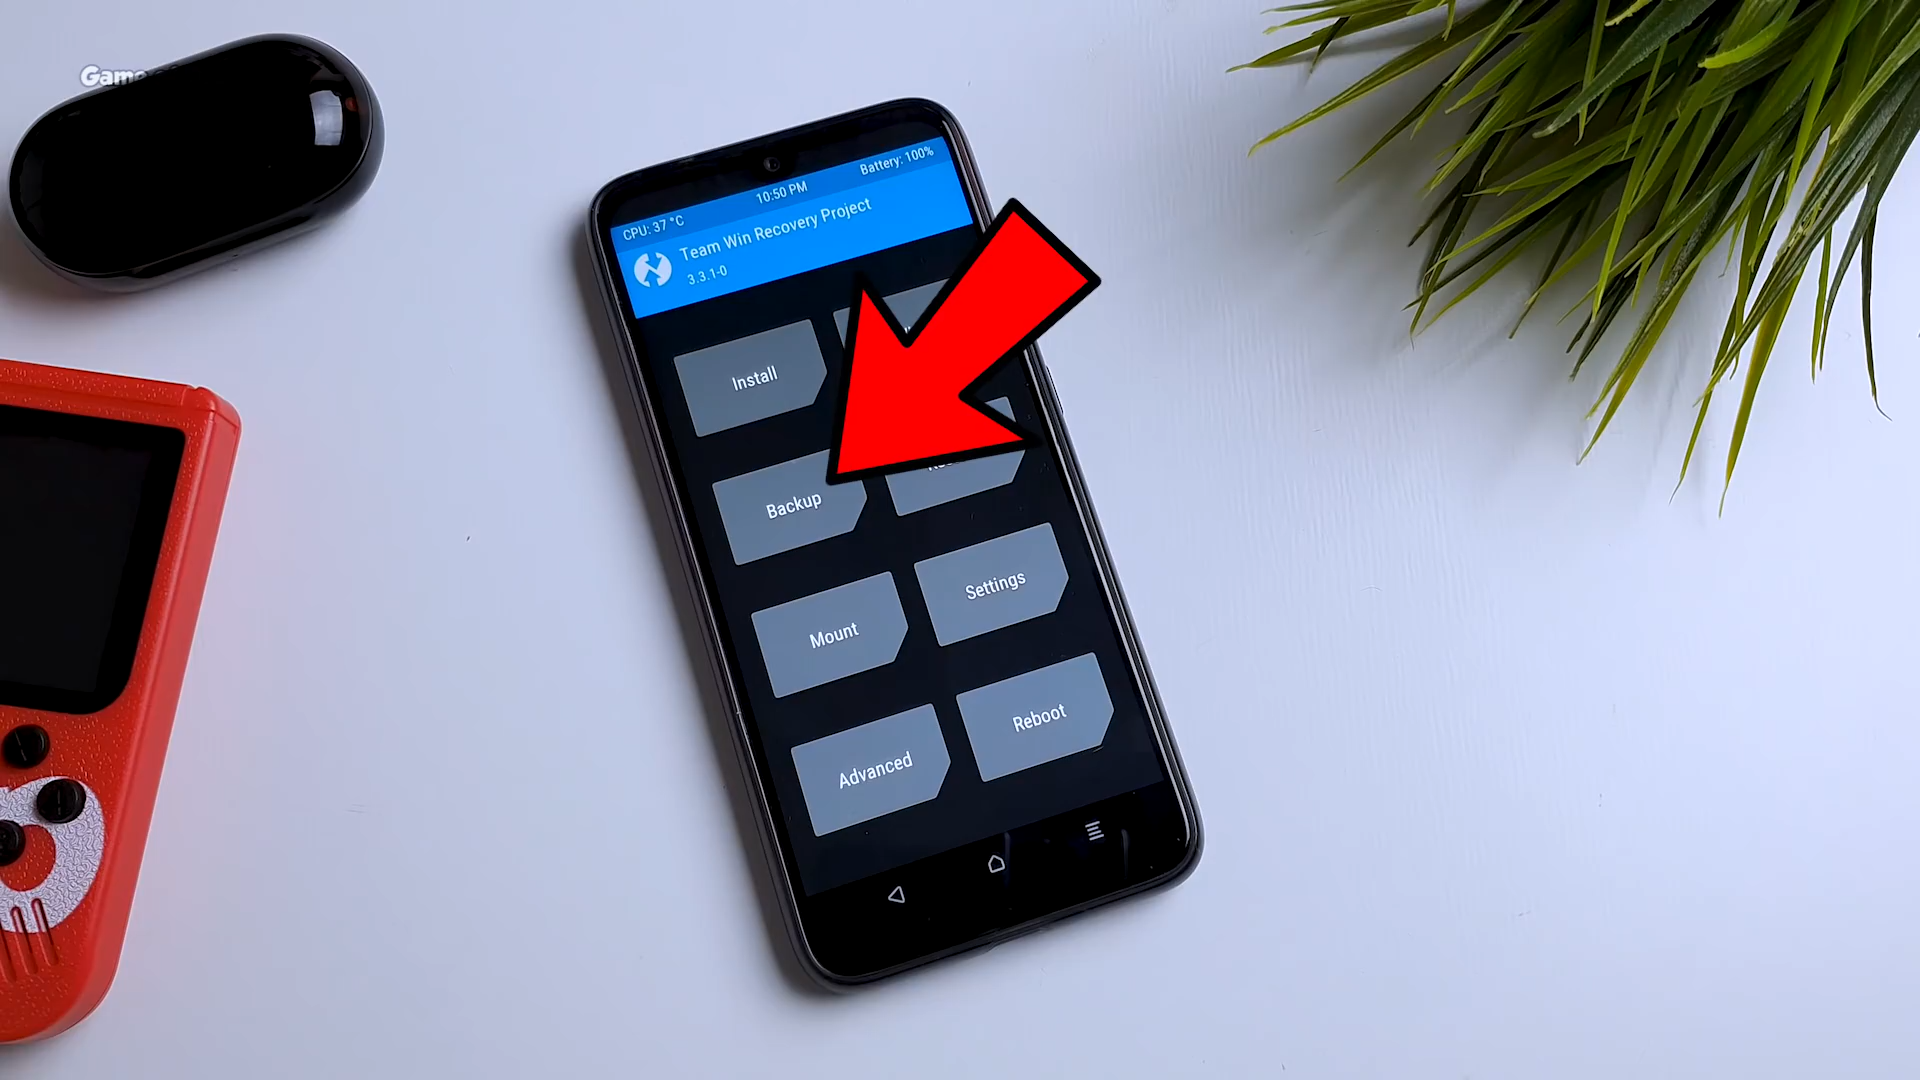 Game
CPU: 37 °C
10:50 PM
Battery: 100%
Team Win Recovery Project
3.3.1-0
Install
Backup
Mount
Settings
Advanced
Reboot